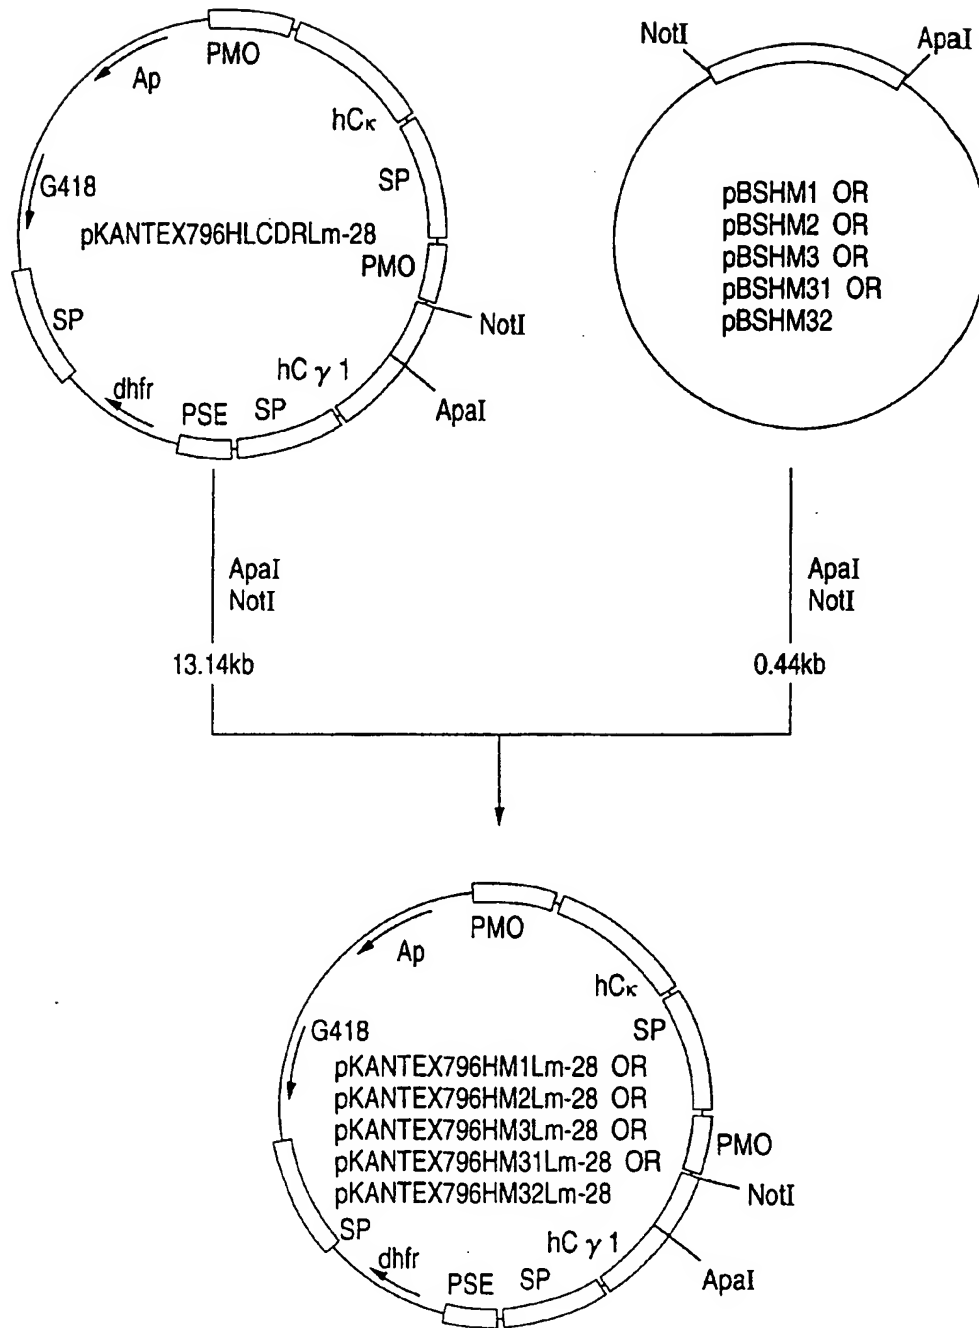 PMO
Ap
hCκ
SP
G418
pKANTEX796HLCDRLm-28
PMO
NotI
SP
hC γ 1
ApaI
dhfr
PSE
SP
NotI
ApaI
pBSHM1 OR
pBSHM2 OR
pBSHM3 OR
pBSHM31 OR
pBSHM32
ApaI
NotI
13.14kb
ApaI
NotI
0.44kb
PMO
Ap
hCκ
SP
G418
pKANTEX796HM1Lm-28 OR
pKANTEX796HM2Lm-28 OR
pKANTEX796HM3Lm-28 OR
pKANTEX796HM31Lm-28 OR
pKANTEX796HM32Lm-28
PMO
NotI
SP
hC γ 1
ApaI
dhfr
PSE
SP